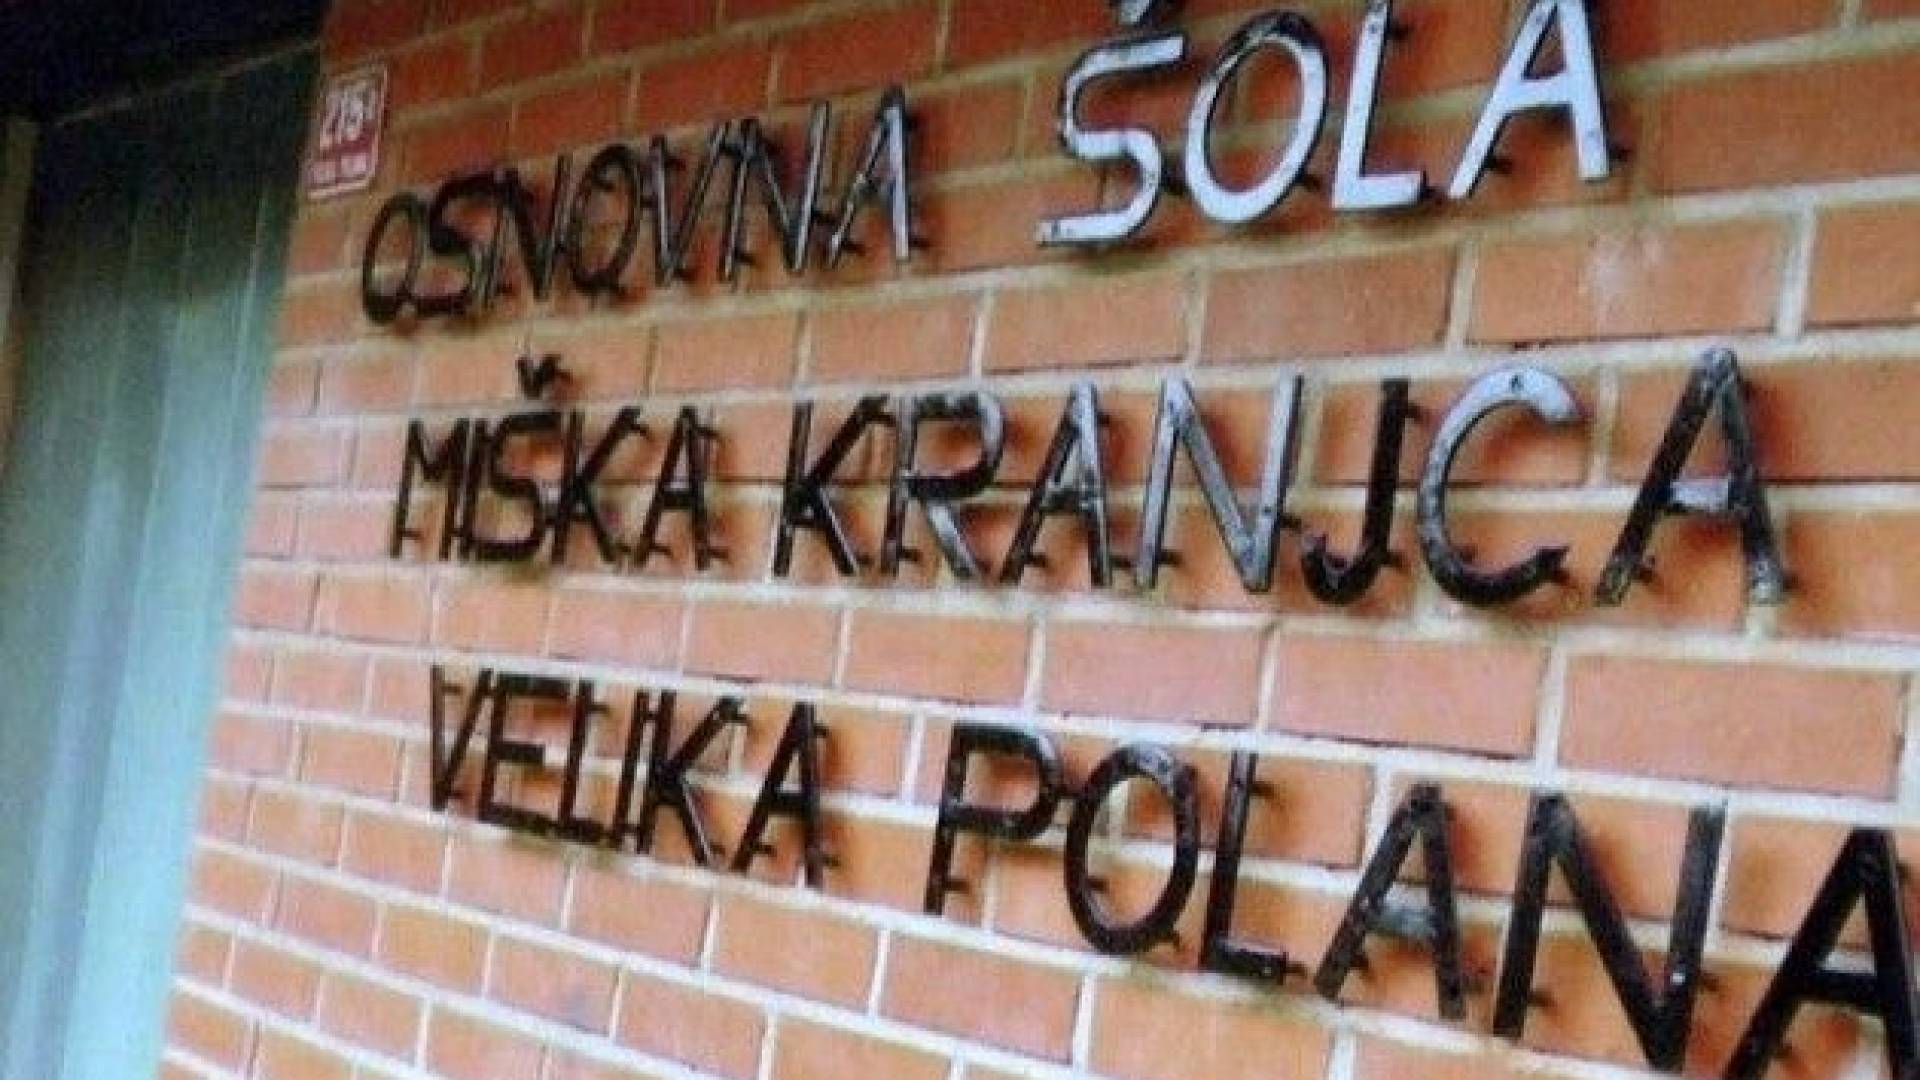 OSNOVNA ŠOLA
MIŠKA KRANJCA
VELIKA POLANA